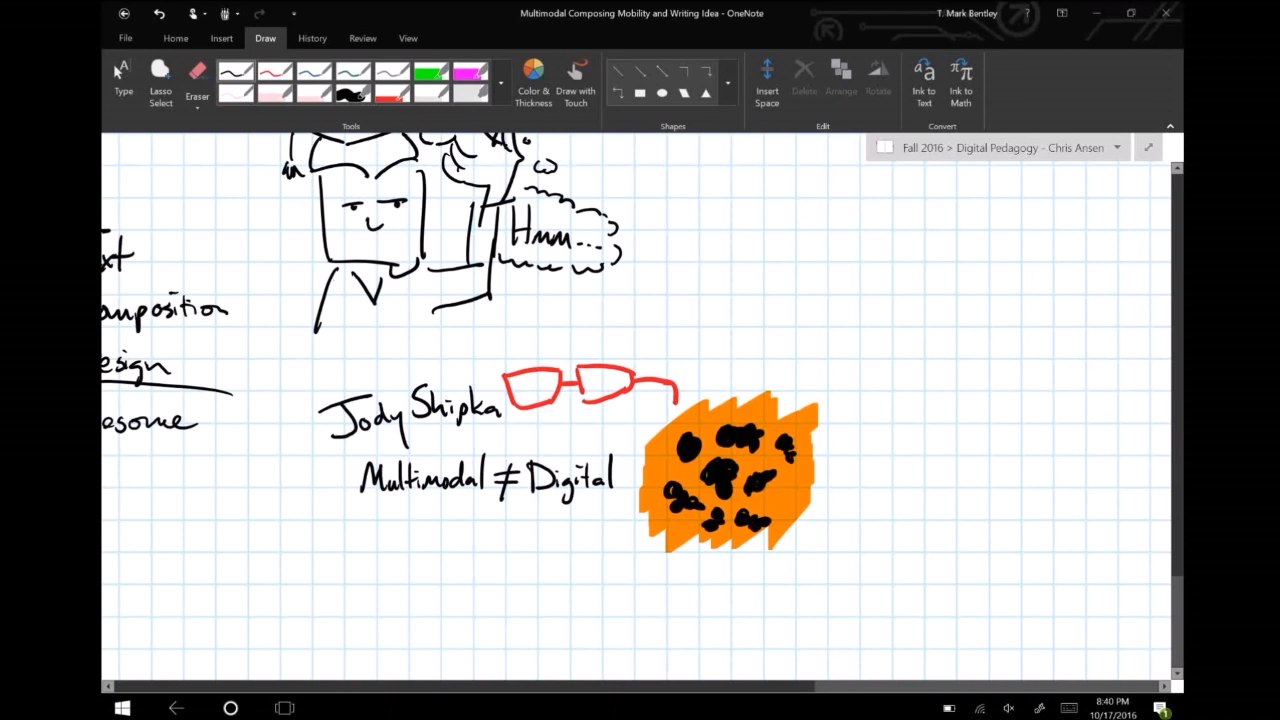 Multimodal Composing Mobility and Writing Idea - OneNote
T. Mark Bentley
?
File
Home
Insert
Draw
History
Review
View
Type
Lasso Select
Eraser
Color & Thickness
Draw with Touch
Insert Space
Delete
Arrange
Rotate
Ink to Text
Ink to Math
Tools
Shapes
Edit
Convert
Fall 2016 > Digital Pedagogy - Chris Ansen
Hmm...
xt
omposition
esign
esome
Jody Shipka
Multimodal ≠ Digital
8:40 PM
10/17/2016
1